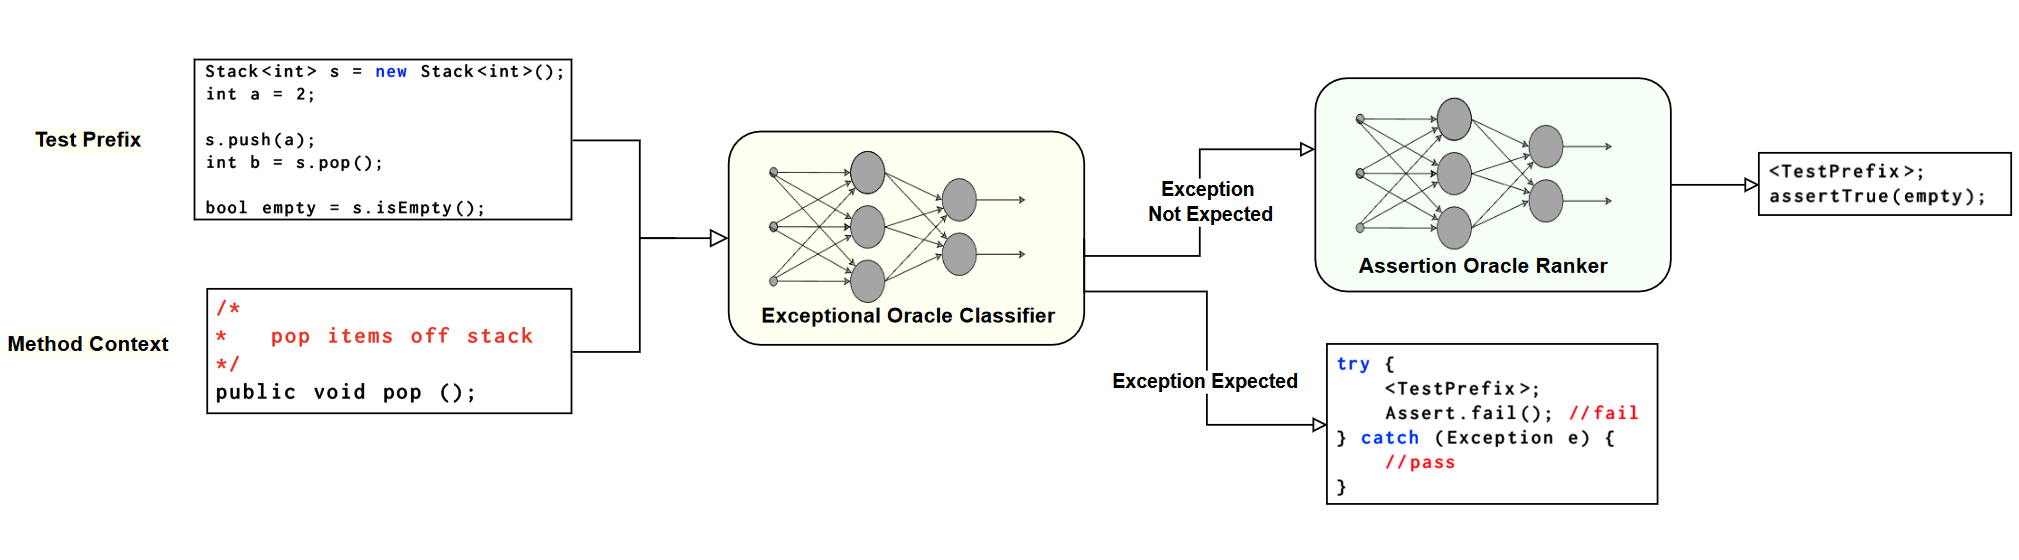 Test Prefix
Stack<int> s = new Stack<int>();
int a = 2;
s.push(a);
int b = s.pop();
bool empty = s.isEmpty();
Method Context
/*
*   pop items off stack
*/
public void pop ();
Exceptional Oracle Classifier
Exception
Not Expected
Exception Expected
Assertion Oracle Ranker
<TestPrefix>;
assertTrue(empty);
try {
    <TestPrefix>;
    Assert.fail(); //fail
} catch (Exception e) {
    //pass
}